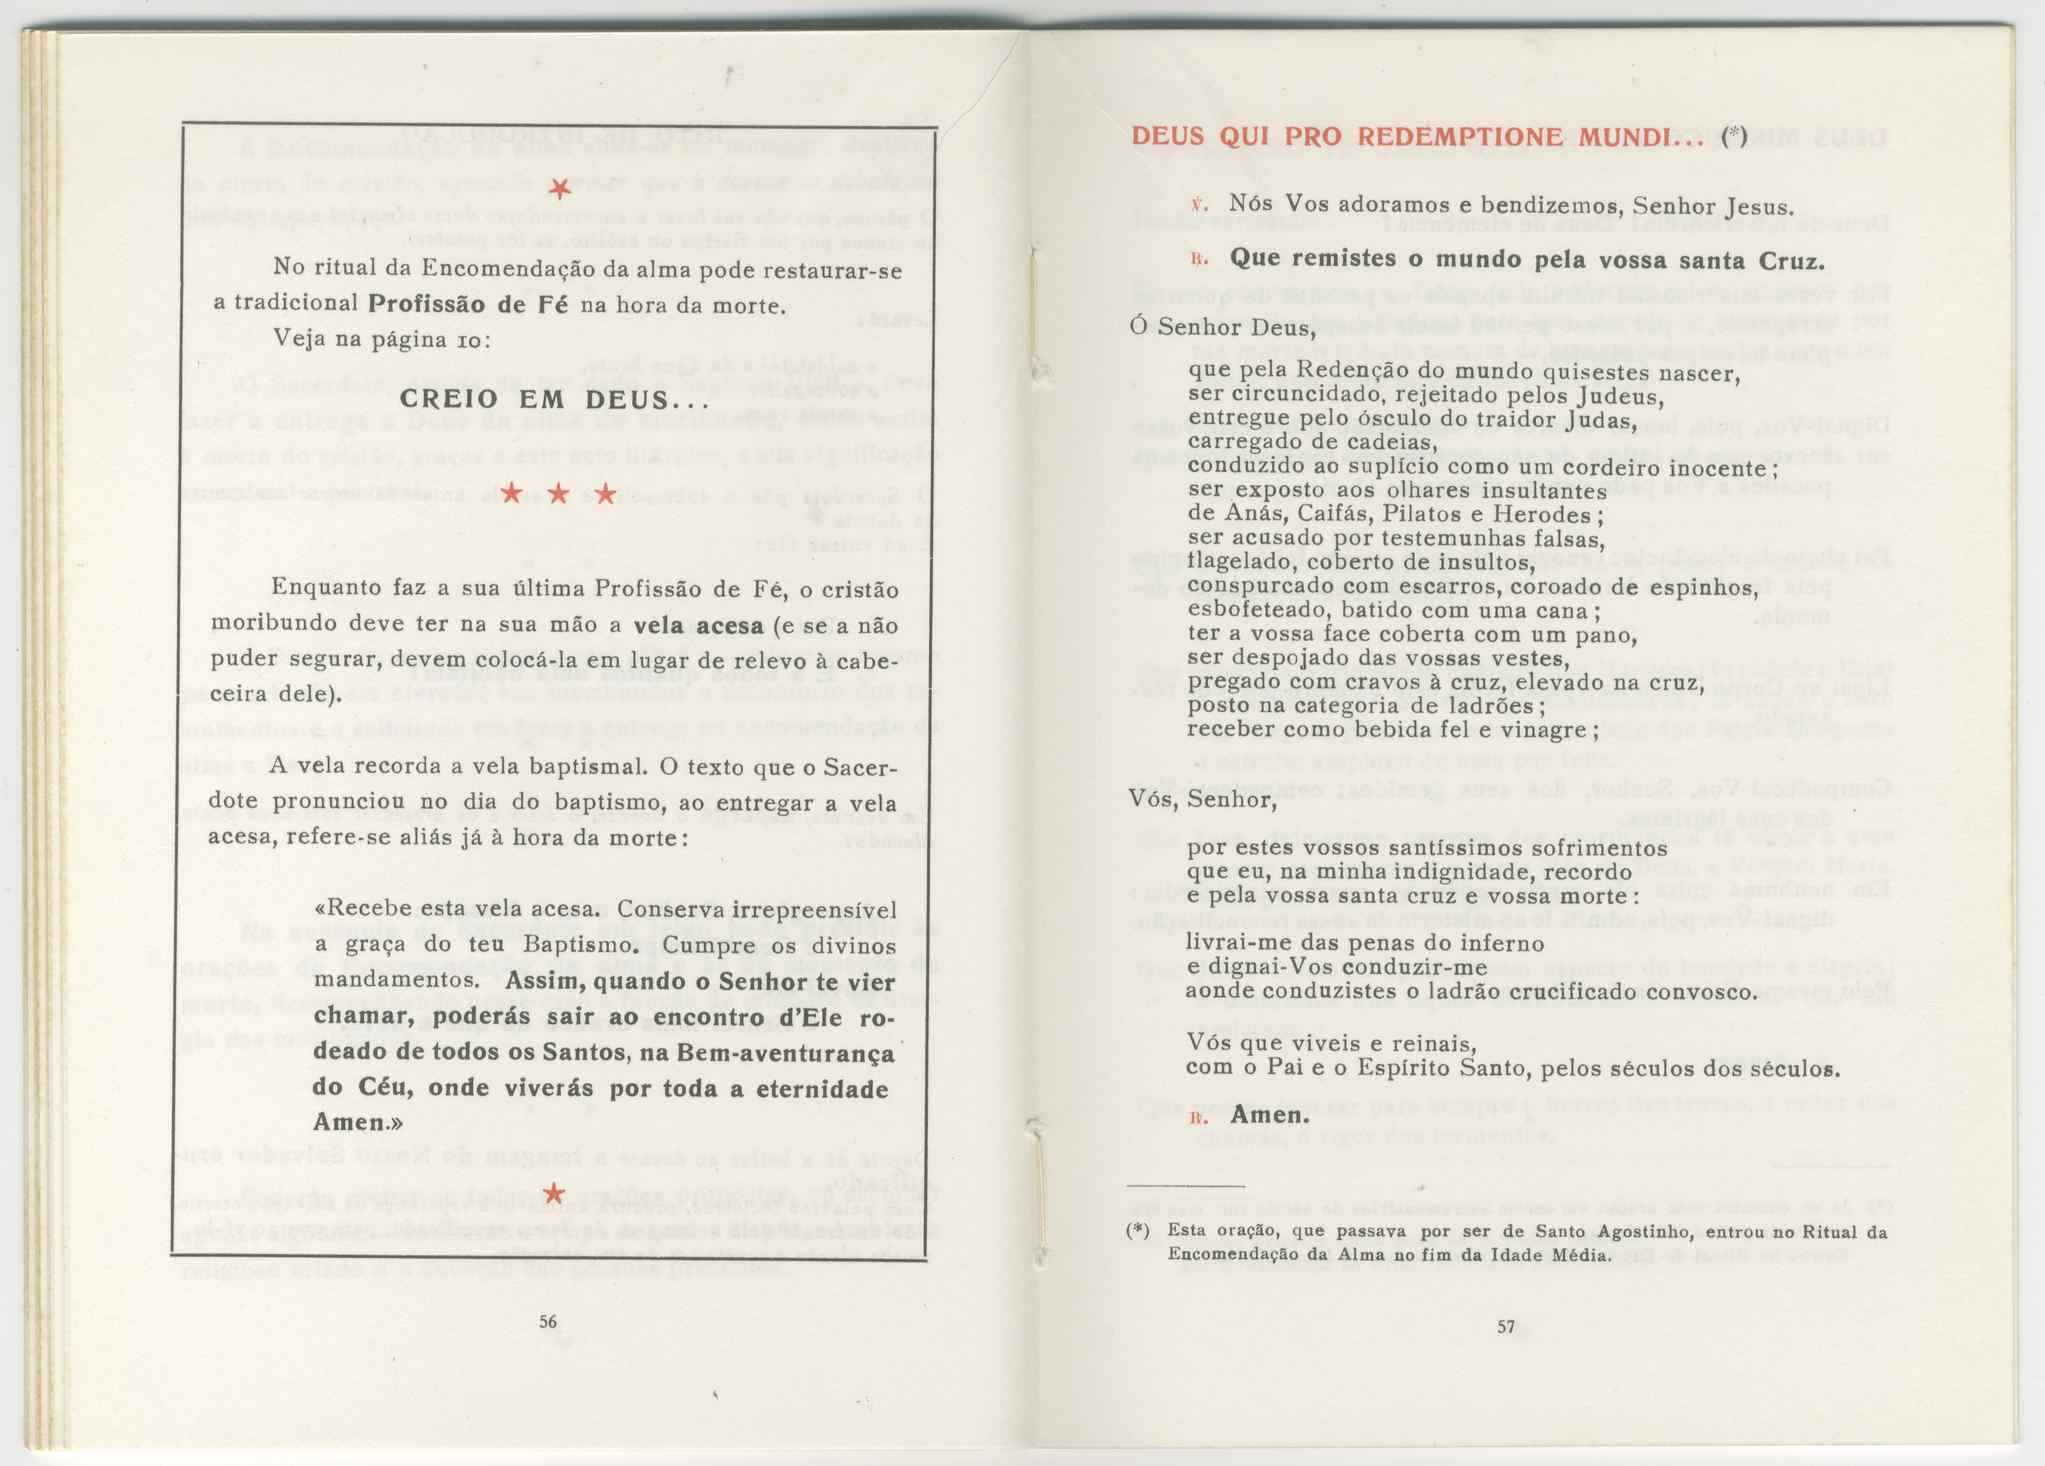 No ritual da Encomendação da alma pode restaurar-se
a tradicional Profissão de Fé na hora da morte.
Veja na página 10:
CREIO EM DEUS...
Enquanto faz a sua última Profissão de Fé, o cristão
moribundo deve ter na sua mão a vela acesa (e se a não
puder segurar, devem colocá-la em lugar de relevo à cabe-
ceira dele).
A vela recorda a vela baptismal. O texto que o Sacer-
dote pronunciou no dia do baptismo, ao entregar a vela
acesa, refere-se aliás já à hora da morte:
«Recebe esta vela acesa. Conserva irrepreensível
a graça do teu Baptismo. Cumpre os divinos
mandamentos. Assim, quando o Senhor te vier
chamar, poderás sair ao encontro d'Ele ro-
deado de todos os Santos, na Bem-aventurança
do Céu, onde viverás por toda a eternidade
Amen.»
56
DEUS QUI PRO REDEMPTIONE MUNDI... (*)
℣. Nós Vos adoramos e bendizemos, Senhor Jesus.
℟. Que remistes o mundo pela vossa santa Cruz.
Ó Senhor Deus,
que pela Redenção do mundo quisestes nascer,
ser circuncidado, rejeitado pelos Judeus,
entregue pelo ósculo do traidor Judas,
carregado de cadeias,
conduzido ao suplício como um cordeiro inocente;
ser exposto aos olhares insultantes
de Anás, Caifás, Pilatos e Herodes;
ser acusado por testemunhas falsas,
flagelado, coberto de insultos,
conspurcado com escarros, coroado de espinhos,
esbofeteado, batido com uma cana;
ter a vossa face coberta com um pano,
ser despojado das vossas vestes,
pregado com cravos à cruz, elevado na cruz,
posto na categoria de ladrões;
receber como bebida fel e vinagre;
Vós, Senhor,
por estes vossos santíssimos sofrimentos
que eu, na minha indignidade, recordo
e pela vossa santa cruz e vossa morte:
livrai-me das penas do inferno
e dignai-Vos conduzir-me
aonde conduzistes o ladrão crucificado convosco.
Vós que viveis e reinais,
com o Pai e o Espírito Santo, pelos séculos dos séculos.
℟. Amen.
(*) Esta oração, que passava por ser de Santo Agostinho, entrou no Ritual da
Encomendação da Alma no fim da Idade Média.
57